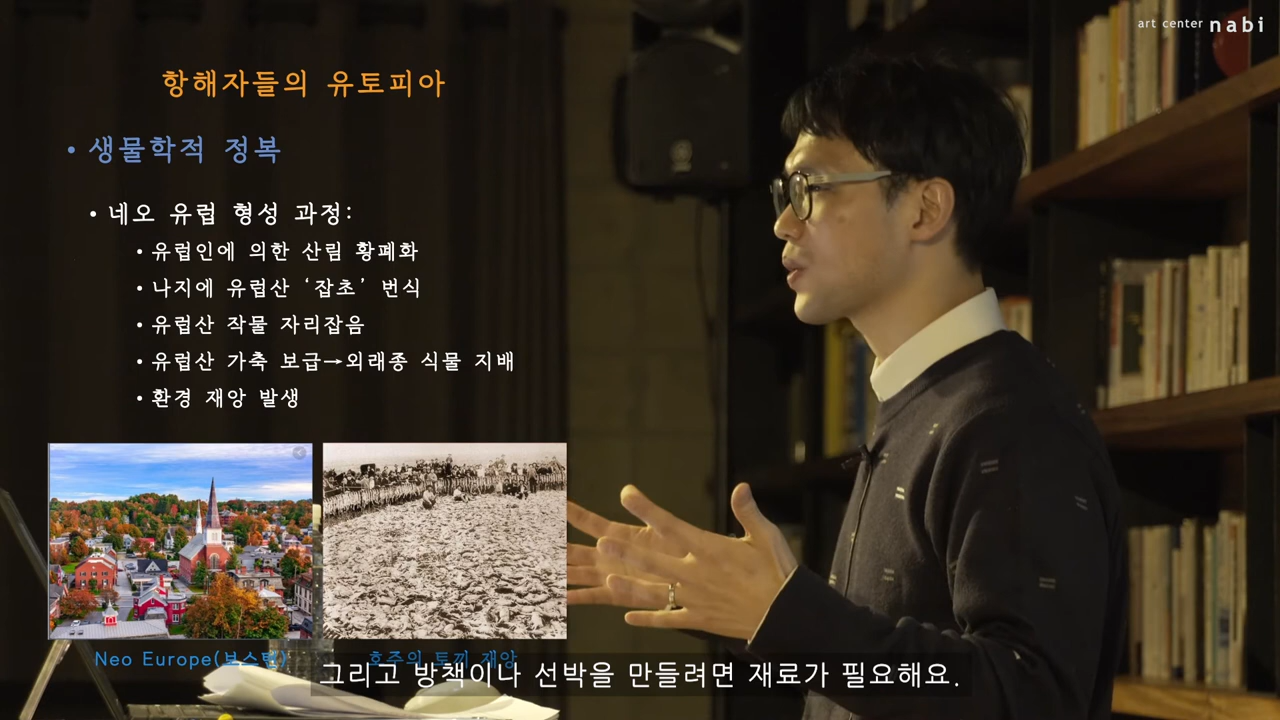 art center nabi
항해자들의 유토피아
• 생물학적 정복
• 네오 유럽 형성 과정:
• 유럽인에 의한 산림 황폐화
• 나지에 유럽산 ‘잡초’ 번식
• 유럽산 작물 자리잡음
• 유럽산 가축 보급→외래종 식물 지배
• 환경 재앙 발생
Neo Europe(보스턴)
호주의 토끼 재앙
그리고 방책이나 선박을 만들려면 재료가 필요해요.